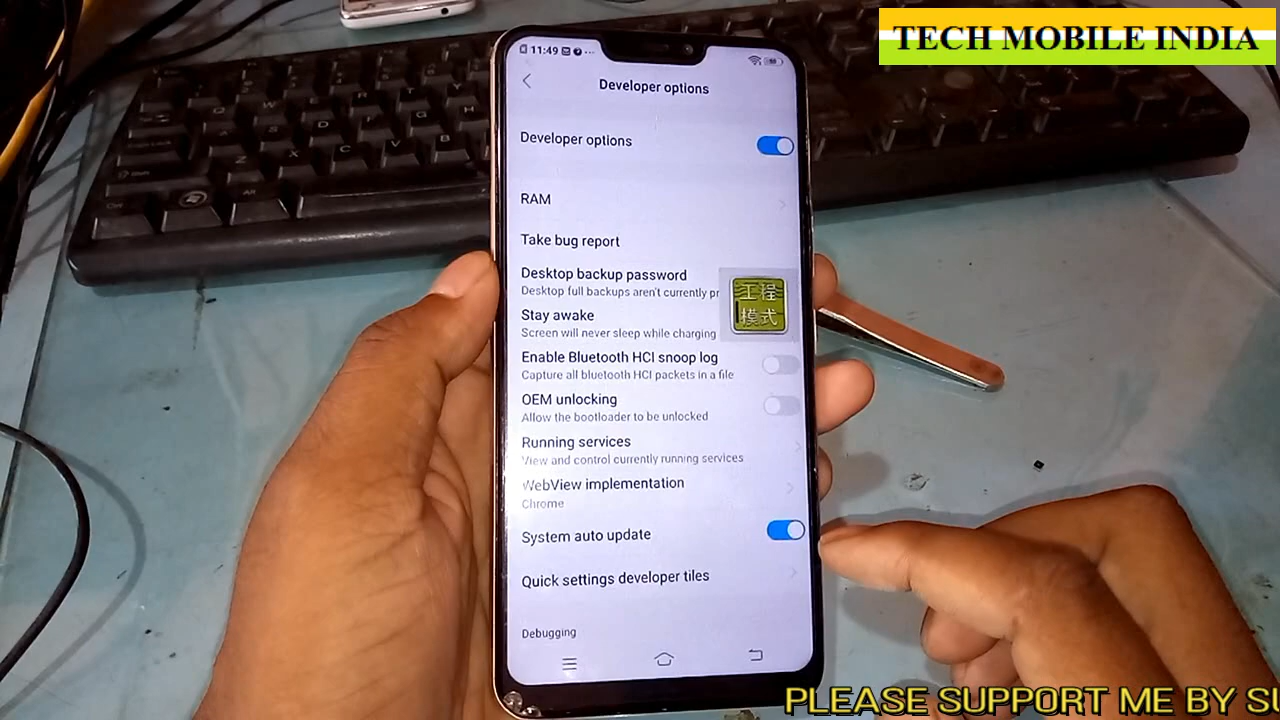 TECH MOBILE INDIA
11:49
Developer options
Developer options
RAM
Take bug report
Desktop backup password
Desktop full backups aren't currently pr
工程
模式
Stay awake
Screen will never sleep while charging
Enable Bluetooth HCI snoop log
Capture all bluetooth HCI packets in a file
OEM unlocking
Allow the bootloader to be unlocked
Running services
View and control currently running services
WebView implementation
Chrome
System auto update
Quick settings developer tiles
Debugging
PLEASE SUPPORT ME BY SU